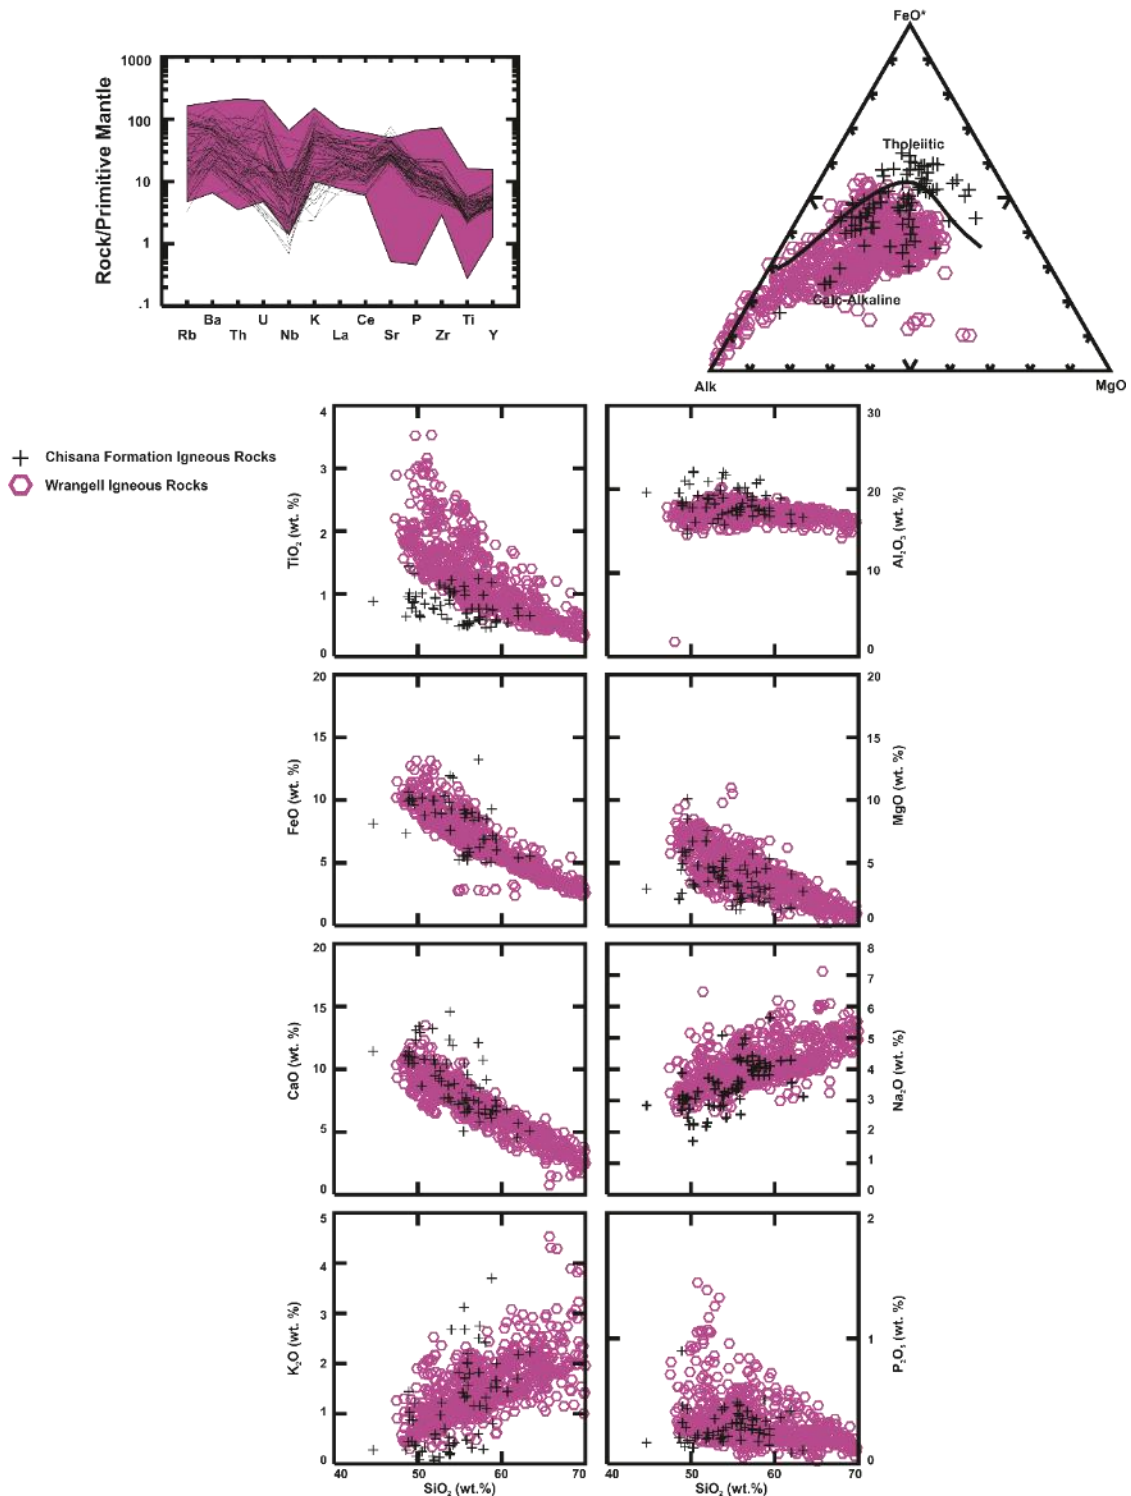 FeO*
1000
100
10
1
.1
Rock/Primitive Mantle
Ba U K Ce P Ti
Rb Th Nb La Sr Zr Y
Tholeiitic
Calc-Alkaline
Alk
MgO
Chisana Formation Igneous Rocks
Wrangell Igneous Rocks
4
3
2
1
0
TiO2 (wt. %)
30
20
10
0
Al2O3 (wt. %)
20
15
10
5
0
FeO (wt. %)
20
15
10
5
0
MgO (wt. %)
20
15
10
5
0
CaO (wt. %)
8
7
6
5
4
3
2
1
0
Na2O (wt. %)
5
4
3
2
1
0
K2O (wt. %)
2
1
0
P2O5 (wt. %)
40 50 60 70
SiO2 (wt.%)
50 60 70
SiO2 (wt.%)